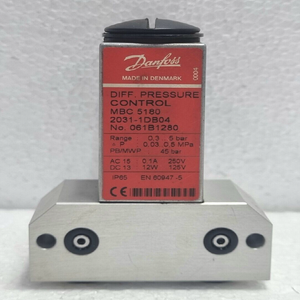 Danfoss
MADE IN DENMARK
DIFF. PRESSURE
CONTROL
MBC 5180
2031-1DB04
No. 061B1280
Range 0.3 .. 5 bar
P 0.03..0.5 MPa
PB/MWP 45 bar
AC 15 0.1A 250V
DC 13 12W 125V
IP65 EN 60947 -5